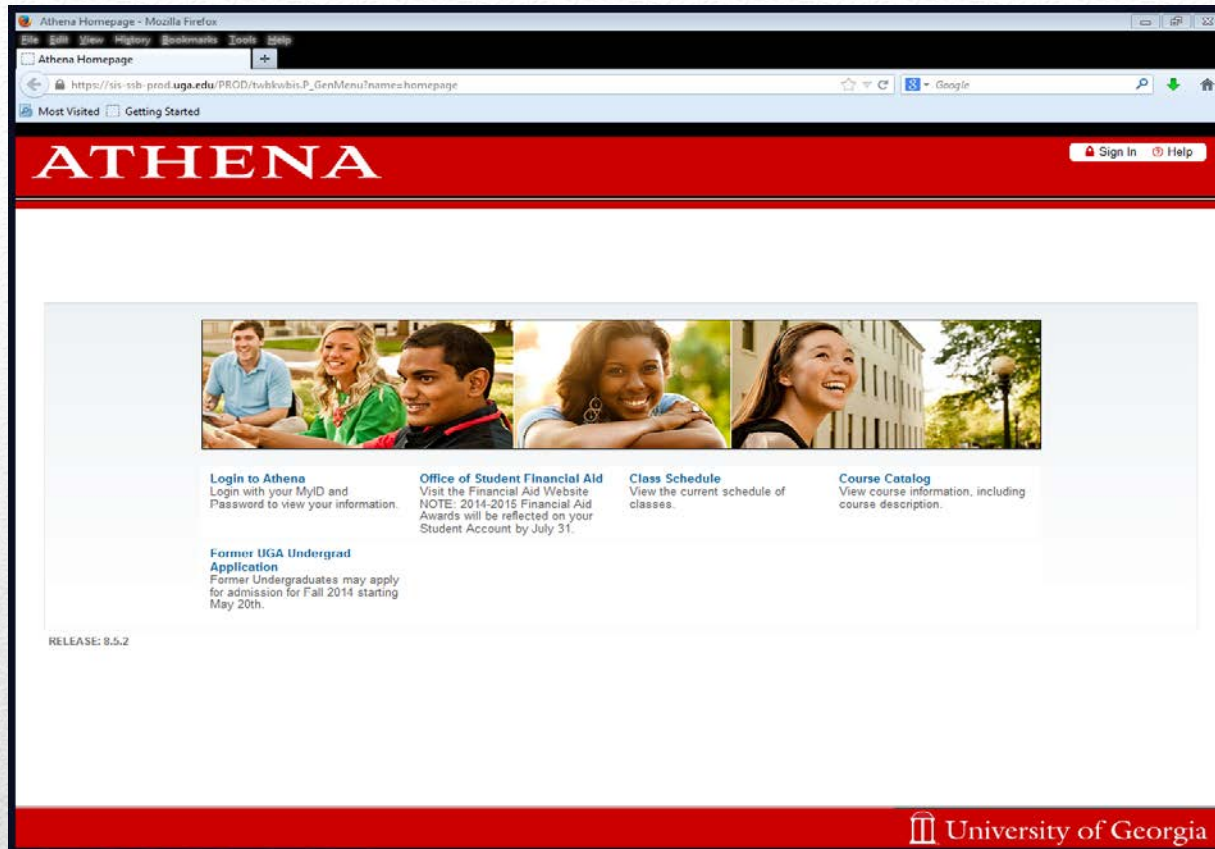 Athena Homepage - Mozilla Firefox
File Edit View History Bookmarks Tools Help
Athena Homepage +
https://sis-ssb-prod.uga.edu/PROD/twbkwbis.P_GenMenu?name=homepage
Google
Most Visited Getting Started
ATHENA
Sign In Help
Login to Athena
Login with your MyID and
Password to view your information.
Office of Student Financial Aid
Visit the Financial Aid Website
NOTE: 2014-2015 Financial Aid
Awards will be reflected on your
Student Account by July 31.
Class Schedule
View the current schedule of
classes.
Course Catalog
View course information, including
course description.
Former UGA Undergrad
Application
Former Undergraduates may apply
for admission for Fall 2014 starting
May 20th.
RELEASE: 8.5.2
University of Georgia